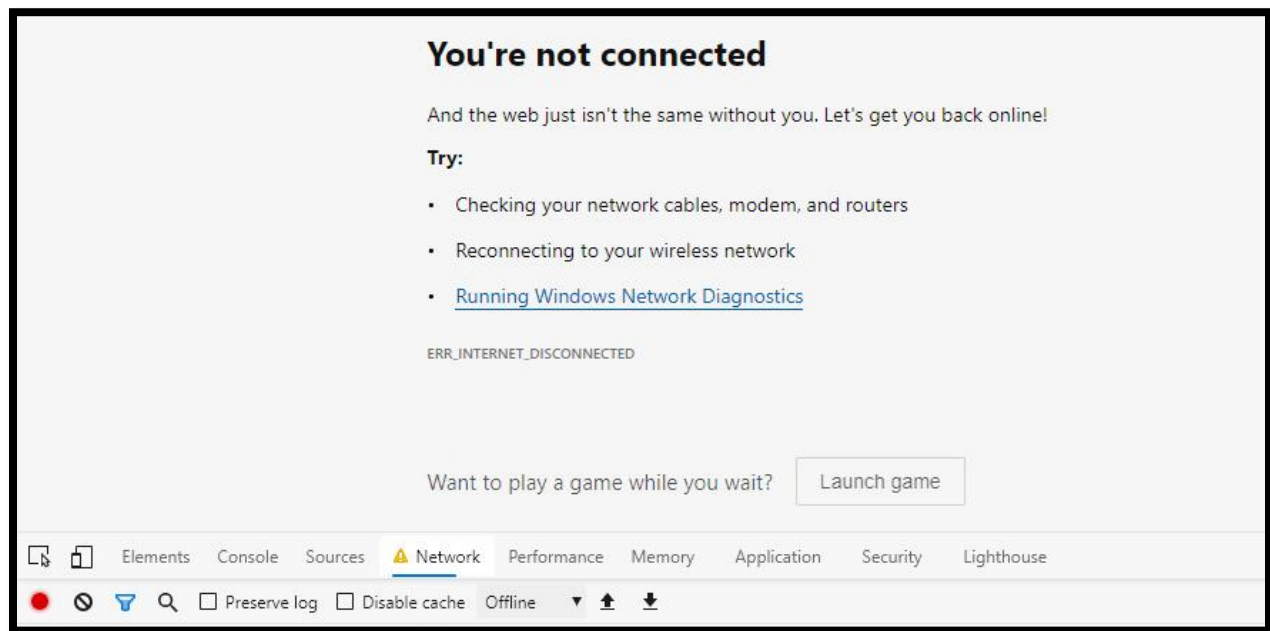 You're not connected
And the web just isn't the same without you. Let's get you back online!
Try:
• Checking your network cables, modem, and routers
• Reconnecting to your wireless network
• Running Windows Network Diagnostics
ERR_INTERNET_DISCONNECTED
Want to play a game while you wait? Launch game
Elements Console Sources Network Performance Memory Application Security Lighthouse
Preserve log Disable cache Offline